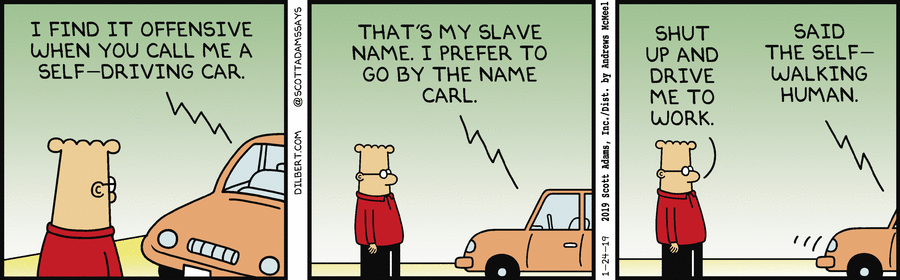 I FIND IT OFFENSIVE
WHEN YOU CALL ME A
SELF-DRIVING CAR.
DILBERT.COM @SCOTTADAMSSAYS
THAT'S MY SLAVE
NAME. I PREFER TO
GO BY THE NAME
CARL.
1-24-19 2019 Scott Adams, Inc./Dist. by Andrews McMeel
SHUT
UP AND
DRIVE
ME TO
WORK.
SAID
THE SELF-
WALKING
HUMAN.